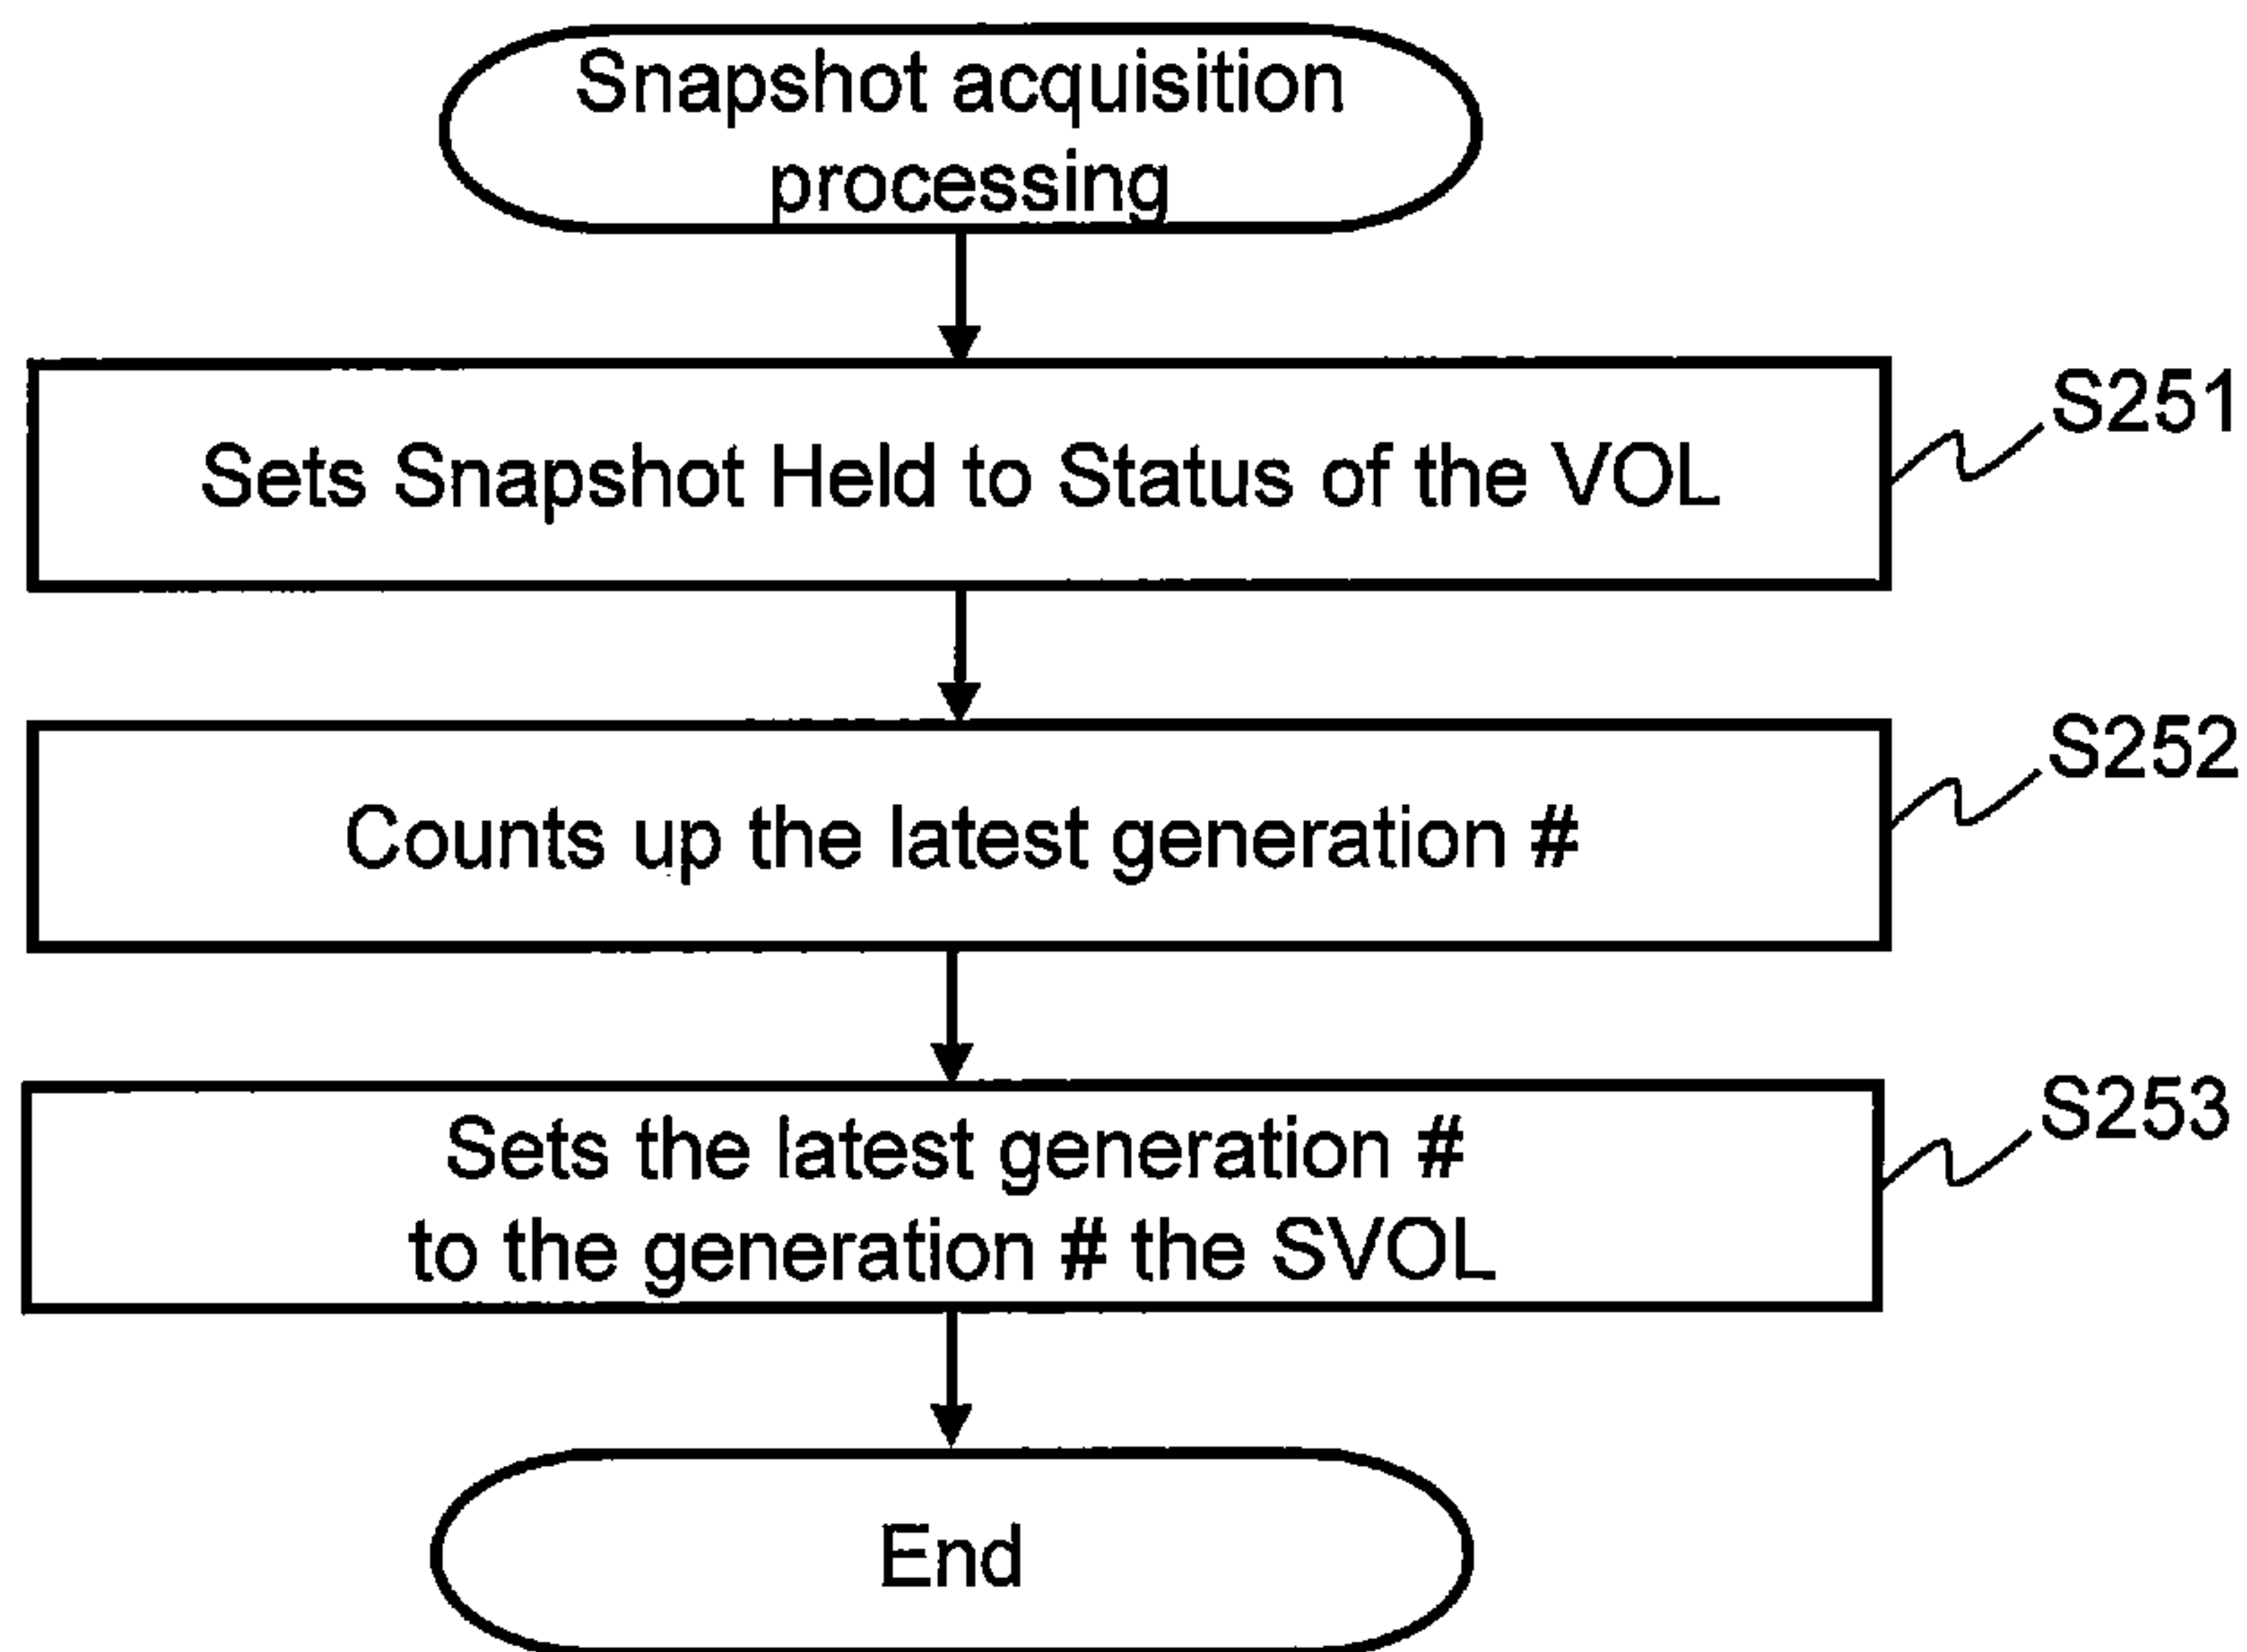 Snapshot acquisition
processing
Sets Snapshot Held to Status of the VOL
S251
Counts up the latest generation #
S252
Sets the latest generation #
to the generation # the SVOL
S253
End